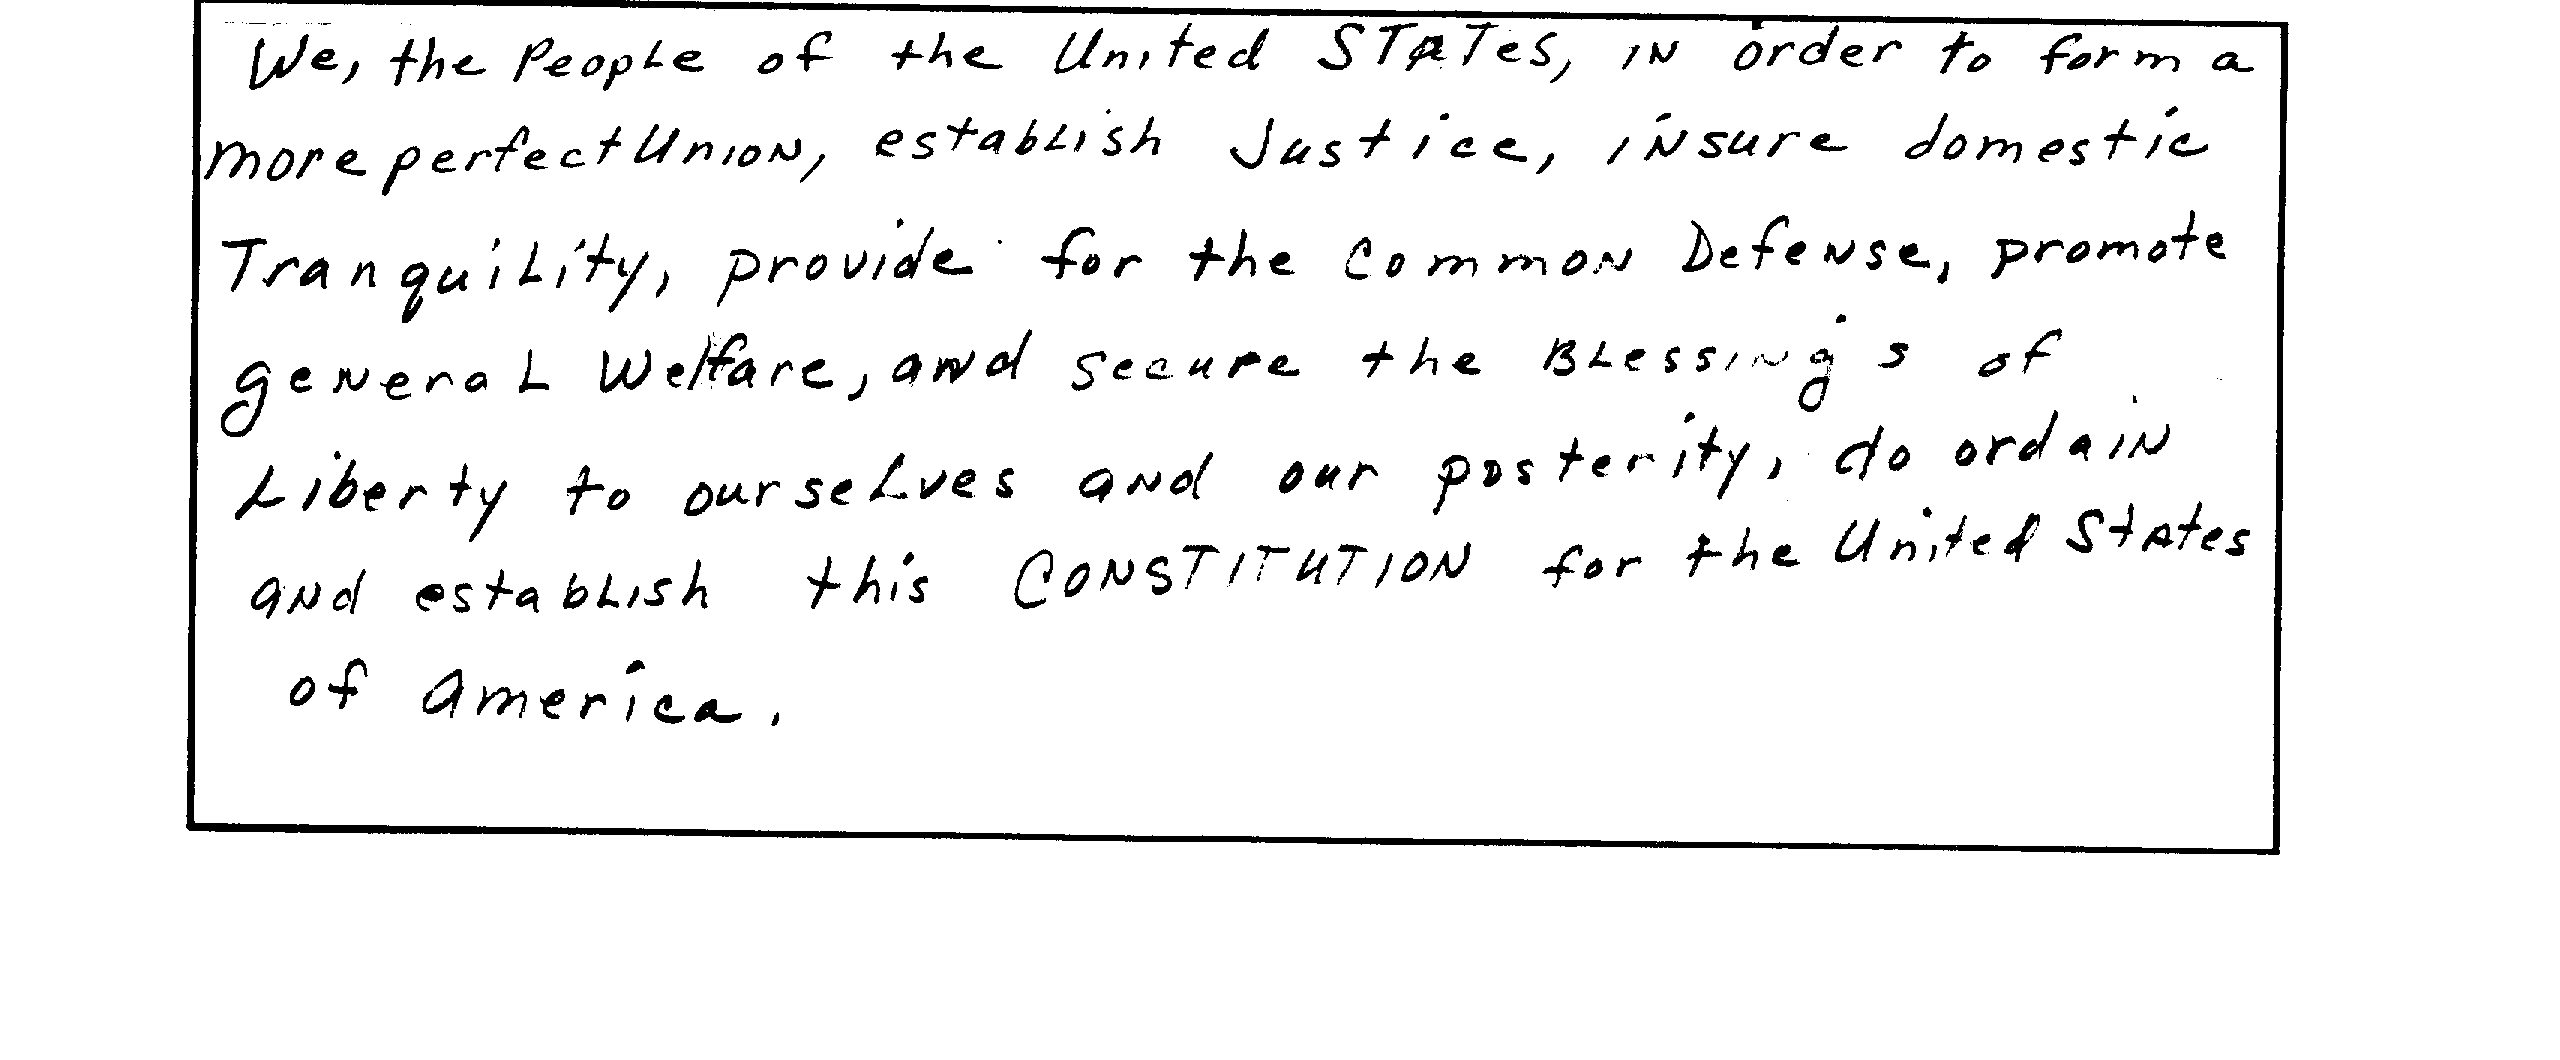 We, the People of the United States, in order to form a
more perfect Union, establish Justice, insure domestic
Tranquility, provide for the Common Defense, promote
general Welfare, and secure the Blessing's of
Liberty to ourselves and our posterity, do ordain
and establish this CONSTITUTION for the United States
of America.